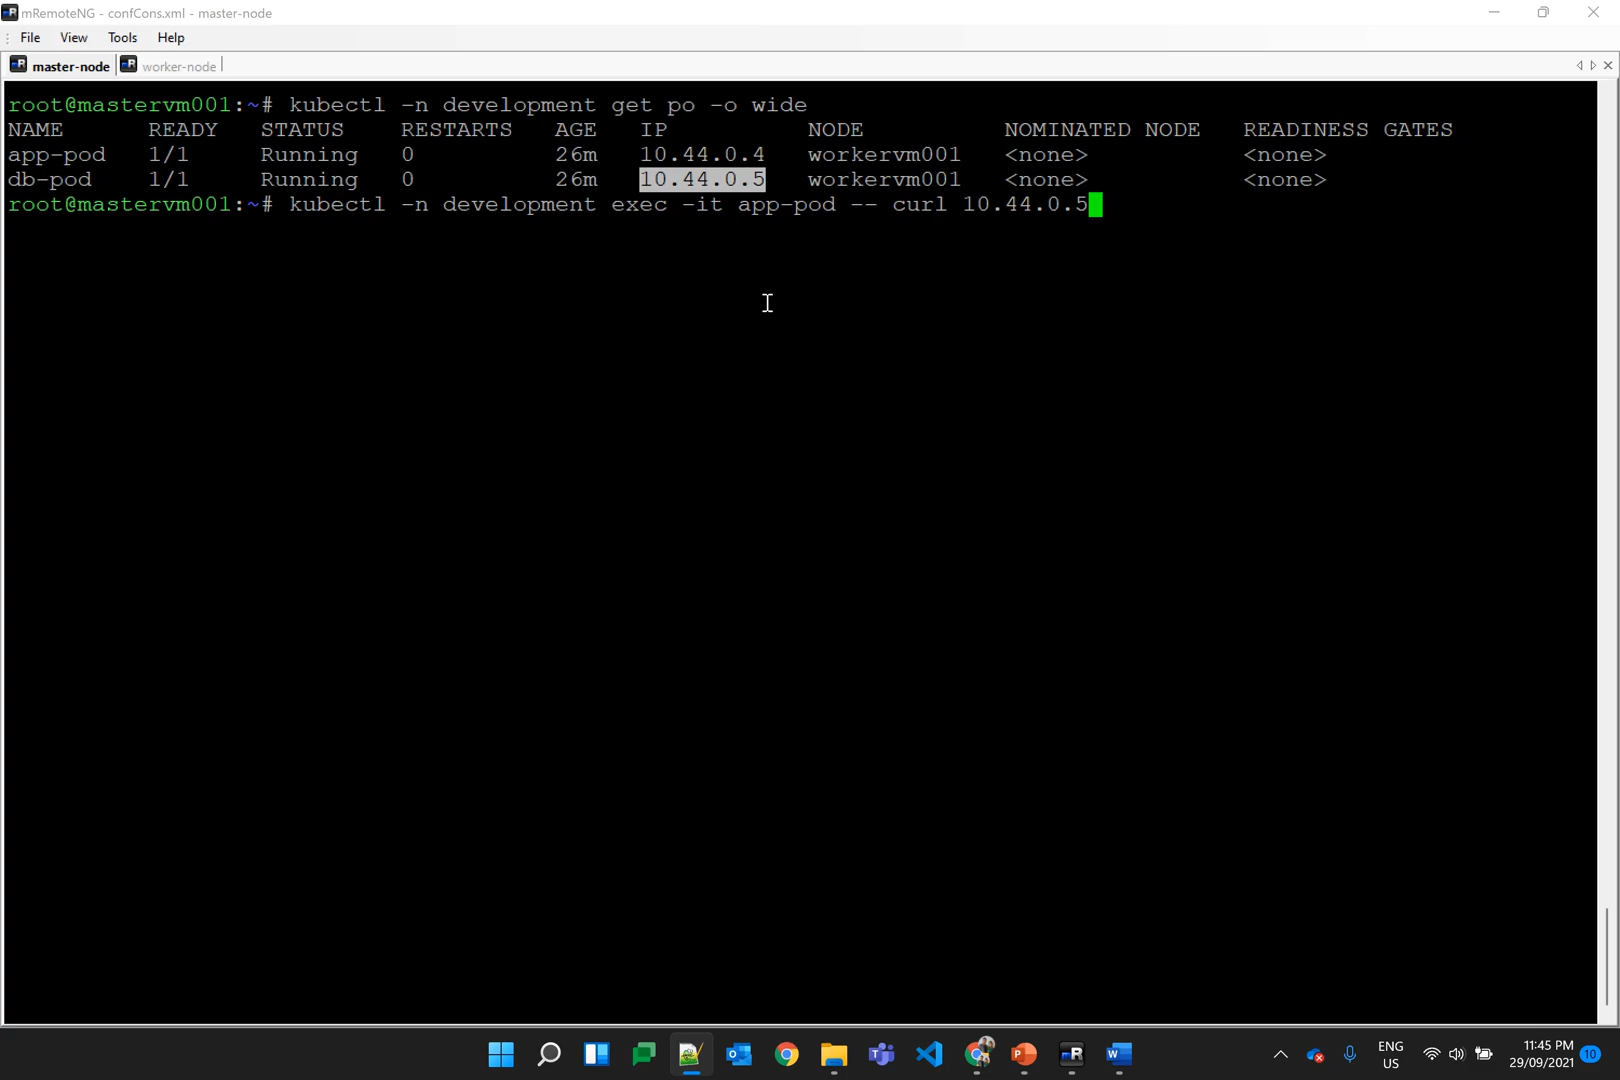 mRemoteNG - confCons.xml - master-node
File View Tools Help
master-node worker-node
root@mastervm001:~# kubectl -n development get po -o wide
NAME READY STATUS RESTARTS AGE IP NODE NOMINATED NODE READINESS GATES
app-pod 1/1 Running 0 26m 10.44.0.4 workervm001 <none> <none>
db-pod 1/1 Running 0 26m 10.44.0.5 workervm001 <none> <none>
root@mastervm001:~# kubectl -n development exec -it app-pod -- curl 10.44.0.5
ENG
US
11:45 PM
29/09/2021
10